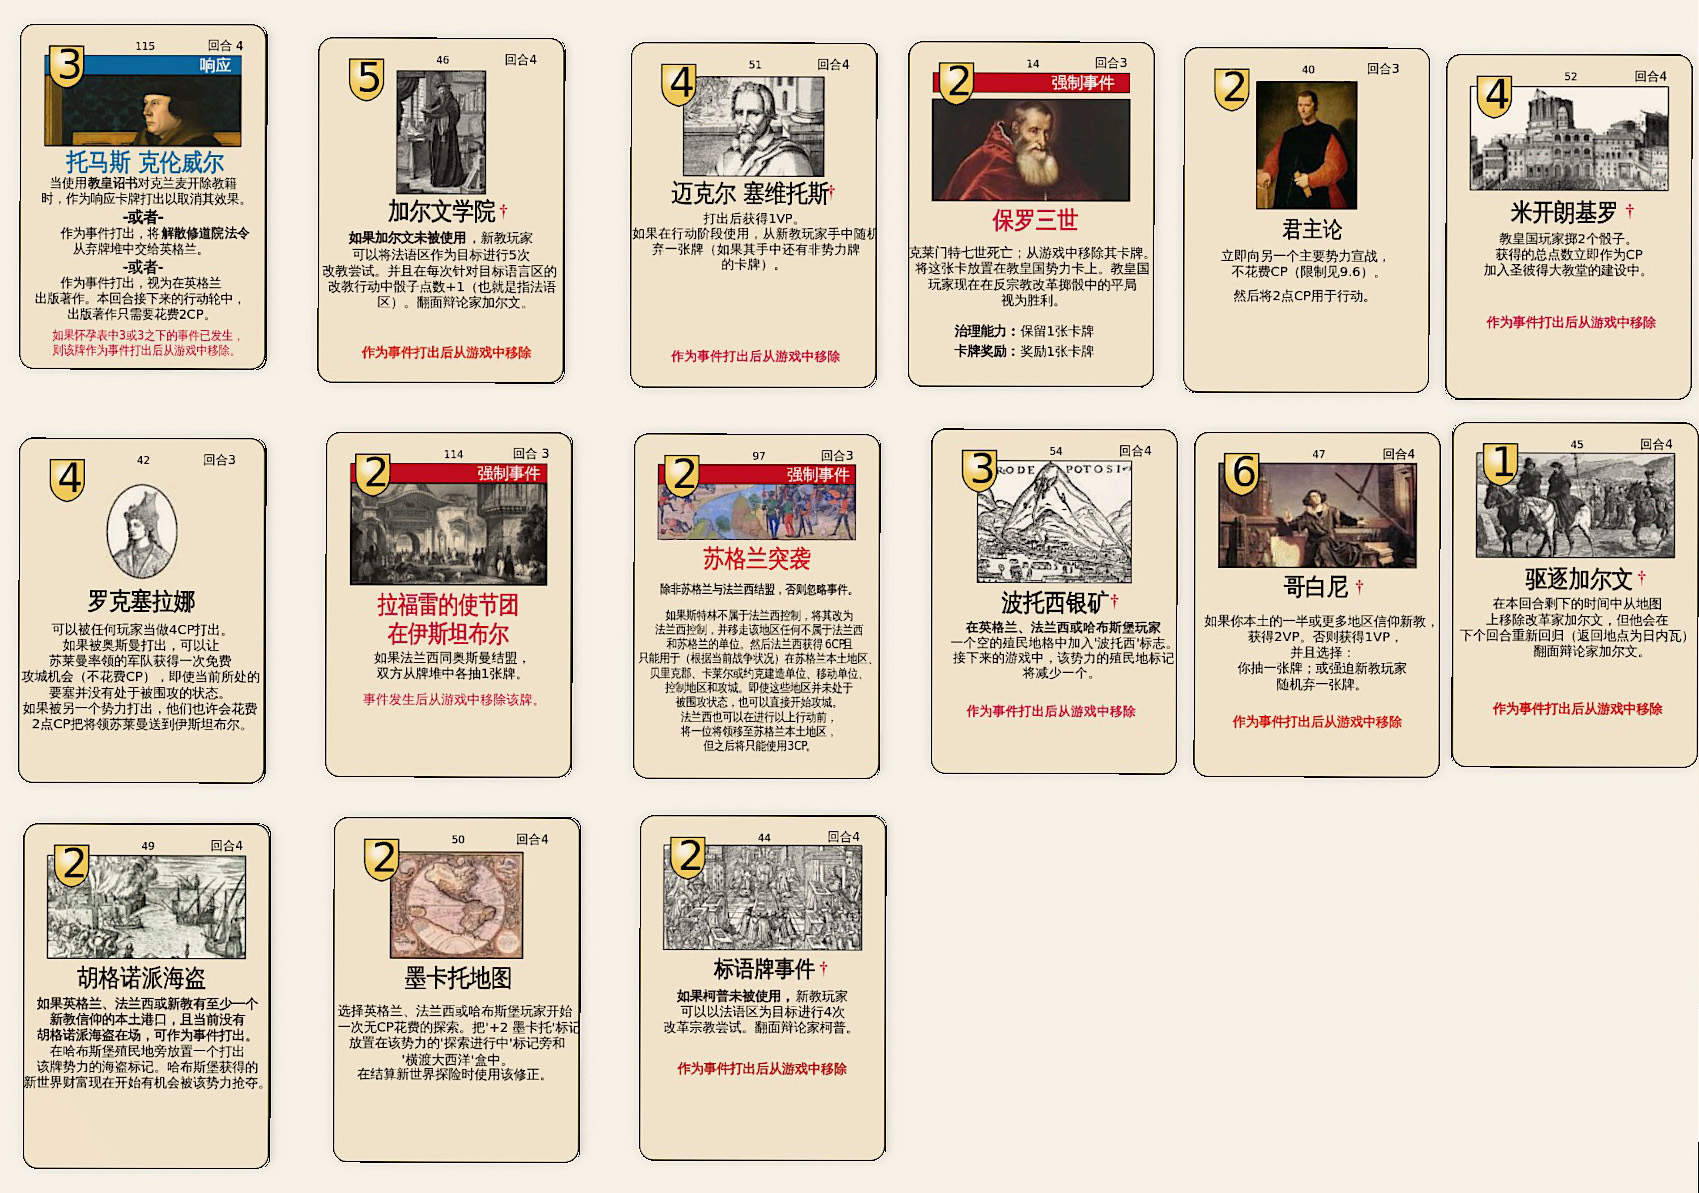 115
回合 4
3
响应
托马斯 克伦威尔
当使用教皇诏书对克兰麦开除教籍
时，作为响应卡牌打出以取消其效果。
-或者-
作为事件打出，将 解散修道院法令
从弃牌堆中交给英格兰。
-或者-
作为事件打出，视为在英格兰
出版著作。本回合接下来的行动轮中，
出版著作只需要花费2CP。
如果怀孕表中3或3之下的事件已发生，
则该牌作为事件打出后从游戏中移除。
46
回合4
5
加尔文学院 †
如果加尔文未被使用，新教玩家
可以将法语区作为目标进行5次
改教尝试。并且在每次针对目标语言区的
改教行动中骰子点数+1（也就是指法语
区）。翻面辩论家加尔文。
作为事件打出后从游戏中移除
51
回合4
4
迈克尔 塞维托斯†
打出后获得1VP。
如果在行动阶段使用，从新教玩家手中随机
弃一张牌（如果其手中还有非势力牌
的卡牌）。
作为事件打出后从游戏中移除
14
回合3
2
强制事件
保罗三世
克莱门特七世死亡；从游戏中移除其卡牌。
将这张卡放置在教皇国势力卡上。教皇国
玩家现在在反宗教改革掷骰中的平局
视为胜利。
治理能力：保留1张卡牌
卡牌奖励：奖励1张卡牌
40
回合3
2
君主论
立即向另一个主要势力宣战，
不花费CP（限制见9.6）。
然后将2点CP用于行动。
52
回合4
4
米开朗基罗 †
教皇国玩家掷2个骰子。
获得的总点数立即作为CP
加入圣彼得大教堂的建设中。
作为事件打出后从游戏中移除
42
回合3
4
罗克塞拉娜
可以被任何玩家当做4CP打出。
如果被奥斯曼打出，可以让
苏莱曼率领的军队获得一次免费
攻城机会（不花费CP），即使当前所处的
要塞并没有处于被围攻的状态。
如果被另一个势力打出，他们也许会花费
2点CP把将领苏莱曼送到伊斯坦布尔。
114
回合 3
2
强制事件
拉福雷的使节团
在伊斯坦布尔
如果法兰西同奥斯曼结盟，
双方从牌堆中各抽1张牌。
事件发生后从游戏中移除该牌。
97
回合3
2
强制事件
苏格兰突袭
除非苏格兰与法兰西结盟，否则忽略事件。
如果斯特林不属于法兰西控制，将其改为
法兰西控制，并移走该地区任何不属于法兰西
和苏格兰的单位。然后法兰西获得 6CP且
只能用于（根据当前战争状况）在苏格兰本土地区、
贝里克郡、卡莱尔或约克建造单位、移动单位、
控制地区和攻城。即使这些地区并未处于
被围攻状态，也可以直接开始攻城。
法兰西也可以在进行以上行动前，
将一位将领移至苏格兰本土地区，
但之后将只能使用3CP。
54
回合4
3
RODE POTOSI
波托西银矿†
在英格兰、法兰西或哈布斯堡玩家
一个空的殖民地格中加入'波托西'标志。
接下来的游戏中，该势力的殖民地标记
将减少一个。
作为事件打出后从游戏中移除
47
回合4
6
哥白尼 †
如果你本土的一半或更多地区信仰新教，
获得2VP。否则获得1VP，
并且选择：
你抽一张牌；或强迫新教玩家
随机弃一张牌。
作为事件打出后从游戏中移除
45
回合4
1
驱逐加尔文 †
在本回合剩下的时间中从地图
上移除改革家加尔文，但他会在
下个回合重新回归（返回地点为日内瓦）
翻面辩论家加尔文。
作为事件打出后从游戏中移除
49
回合4
2
胡格诺派海盗
如果英格兰、法兰西或新教有至少一个
新教信仰的本土港口，且当前没有
胡格诺派海盗在场，可作为事件打出。
在哈布斯堡殖民地旁放置一个打出
该牌势力的海盗标记。哈布斯堡获得的
新世界财富现在开始有机会被该势力抢夺。
50
回合4
2
墨卡托地图
选择英格兰、法兰西或哈布斯堡玩家开始
一次无CP花费的探索。把'+2 墨卡托'标记
放置在该势力的'探索进行中'标记旁和
'横渡大西洋'盒中。
在结算新世界探险时使用该修正。
44
回合4
2
标语牌事件 †
如果柯普未被使用，新教玩家
可以以法语区为目标进行4次
改革宗教尝试。翻面辩论家柯普。
作为事件打出后从游戏中移除